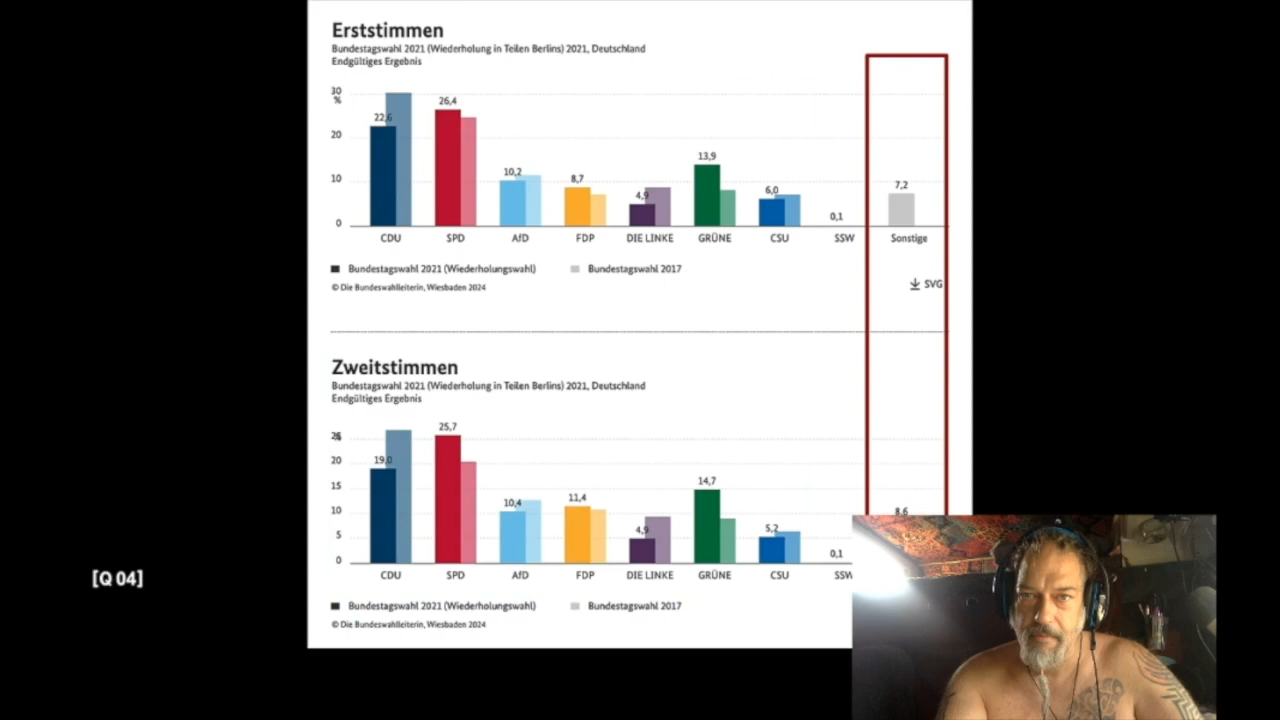 Erststimmen
Bundestagswahl 2021 (Wiederholung in Teilen Berlins) 2021, Deutschland
Endgültiges Ergebnis
30
%
20
10
0
22,6
26,4
10,2
8,7
4,9
13,9
6,0
0,1
7,2
CDU SPD AfD FDP DIE LINKE GRÜNE CSU SSW Sonstige
Bundestagswahl 2021 (Wiederholungswahl) Bundestagswahl 2017
© Die Bundeswahlleiterin, Wiesbaden 2024
SVG
Zweitstimmen
Bundestagswahl 2021 (Wiederholung in Teilen Berlins) 2021, Deutschland
Endgültiges Ergebnis
%
20
15
10
5
0
19,0
25,7
10,4
11,4
4,9
14,7
5,2
0,1
8,6
CDU SPD AfD FDP DIE LINKE GRÜNE CSU SSW
Bundestagswahl 2021 (Wiederholungswahl) Bundestagswahl 2017
© Die Bundeswahlleiterin, Wiesbaden 2024
[Q 04]